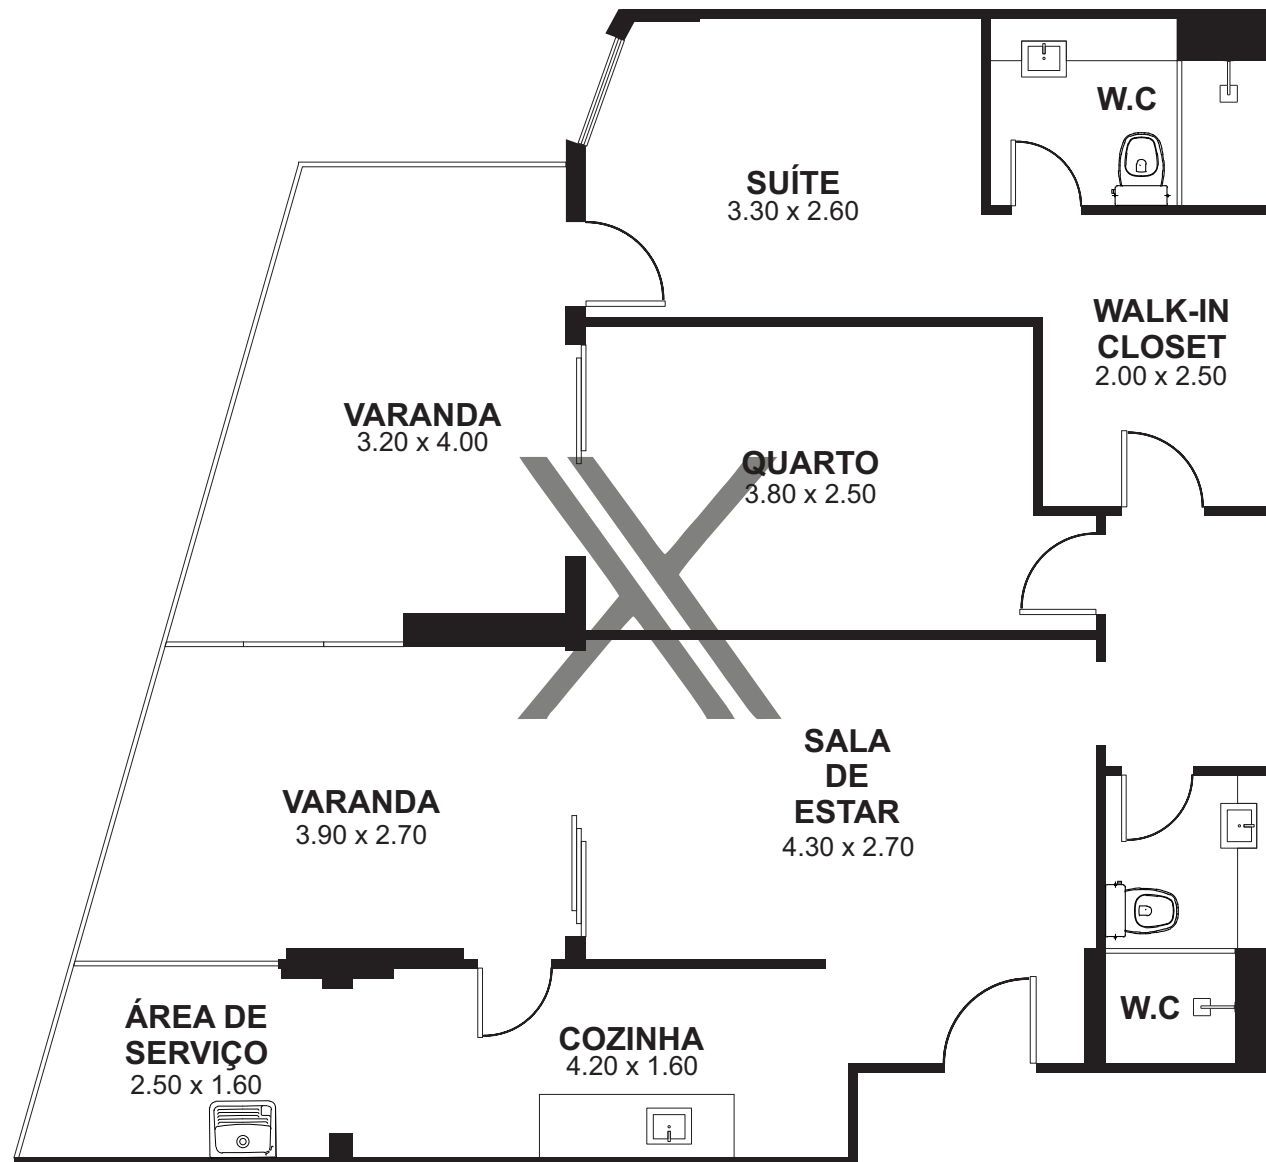 W.C
SUÍTE
3.30 x 2.60
WALK-IN
CLOSET
2.00 x 2.50
VARANDA
3.20 x 4.00
QUARTO
3.80 x 2.50
SALA
DE
ESTAR
4.30 x 2.70
VARANDA
3.90 x 2.70
W.C
ÁREA DE
SERVIÇO
2.50 x 1.60
COZINHA
4.20 x 1.60